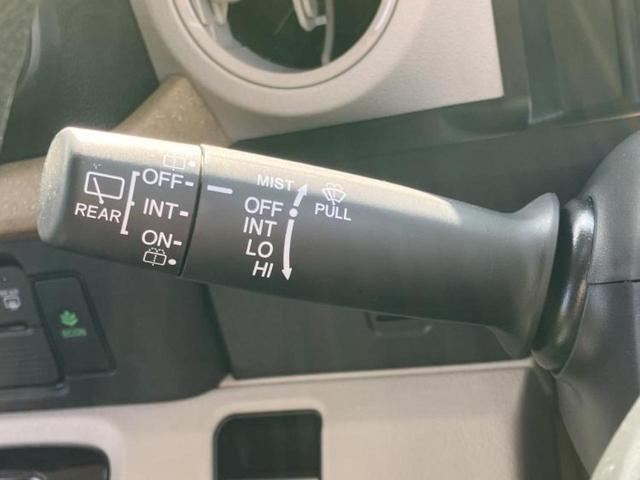 REAR
OFF
INT
ON
MIST
OFF
INT
LO
HI
PULL
ECON